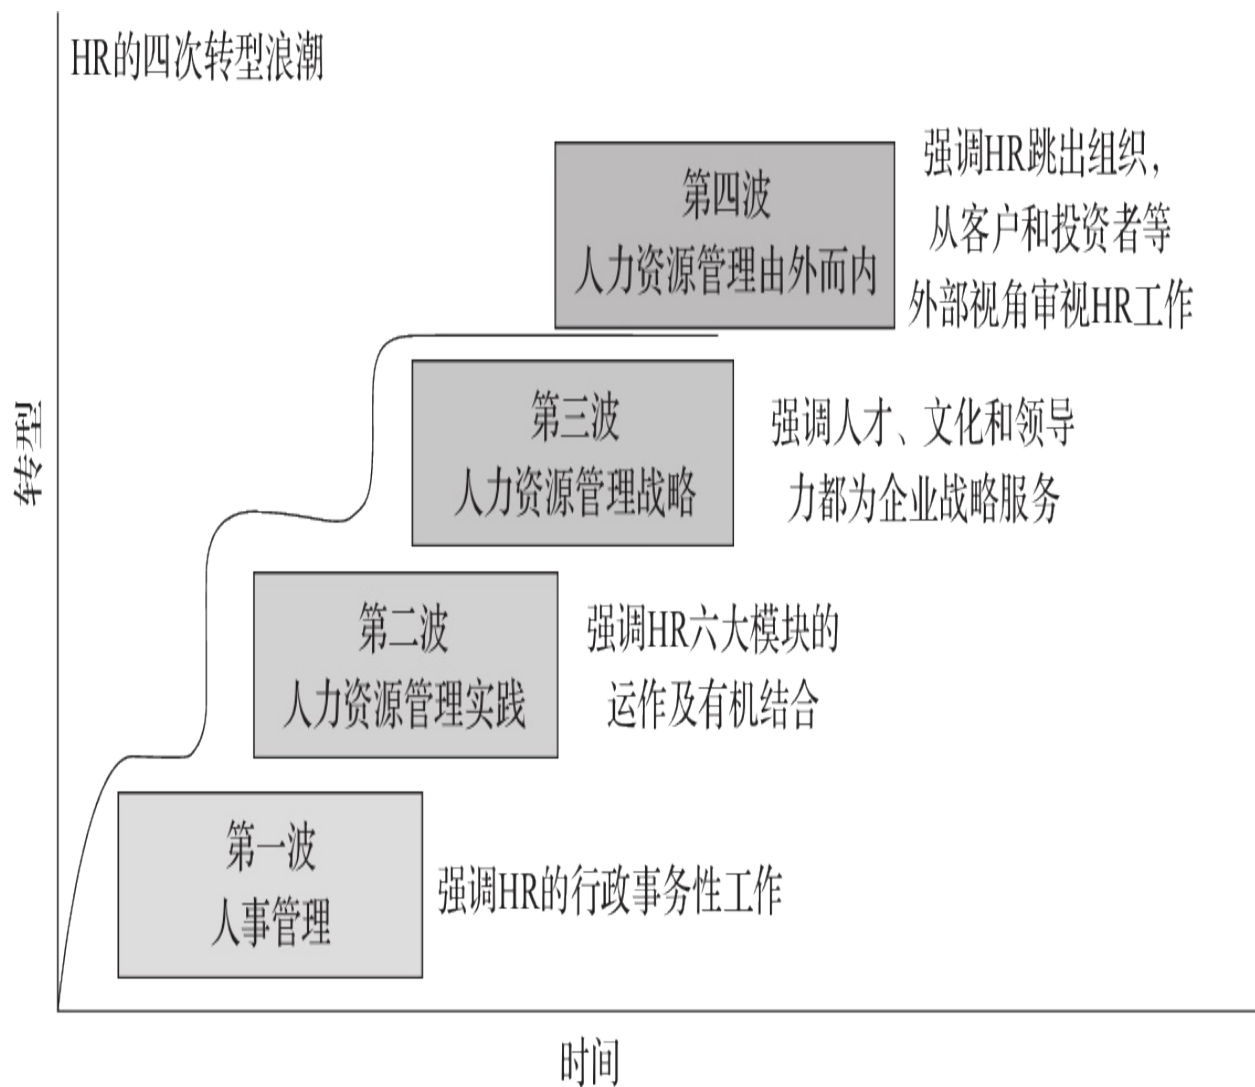 HR的四次转型浪潮
第四波
人力资源管理由外而内
强调HR跳出组织，
从客户和投资者等
外部视角审视HR工作
第三波
人力资源管理战略
强调人才、文化和领导
力都为企业战略服务
第二波
人力资源管理实践
强调HR六大模块的
运作及有机结合
第一波
人事管理
强调HR的行政事务性工作
转型
时间